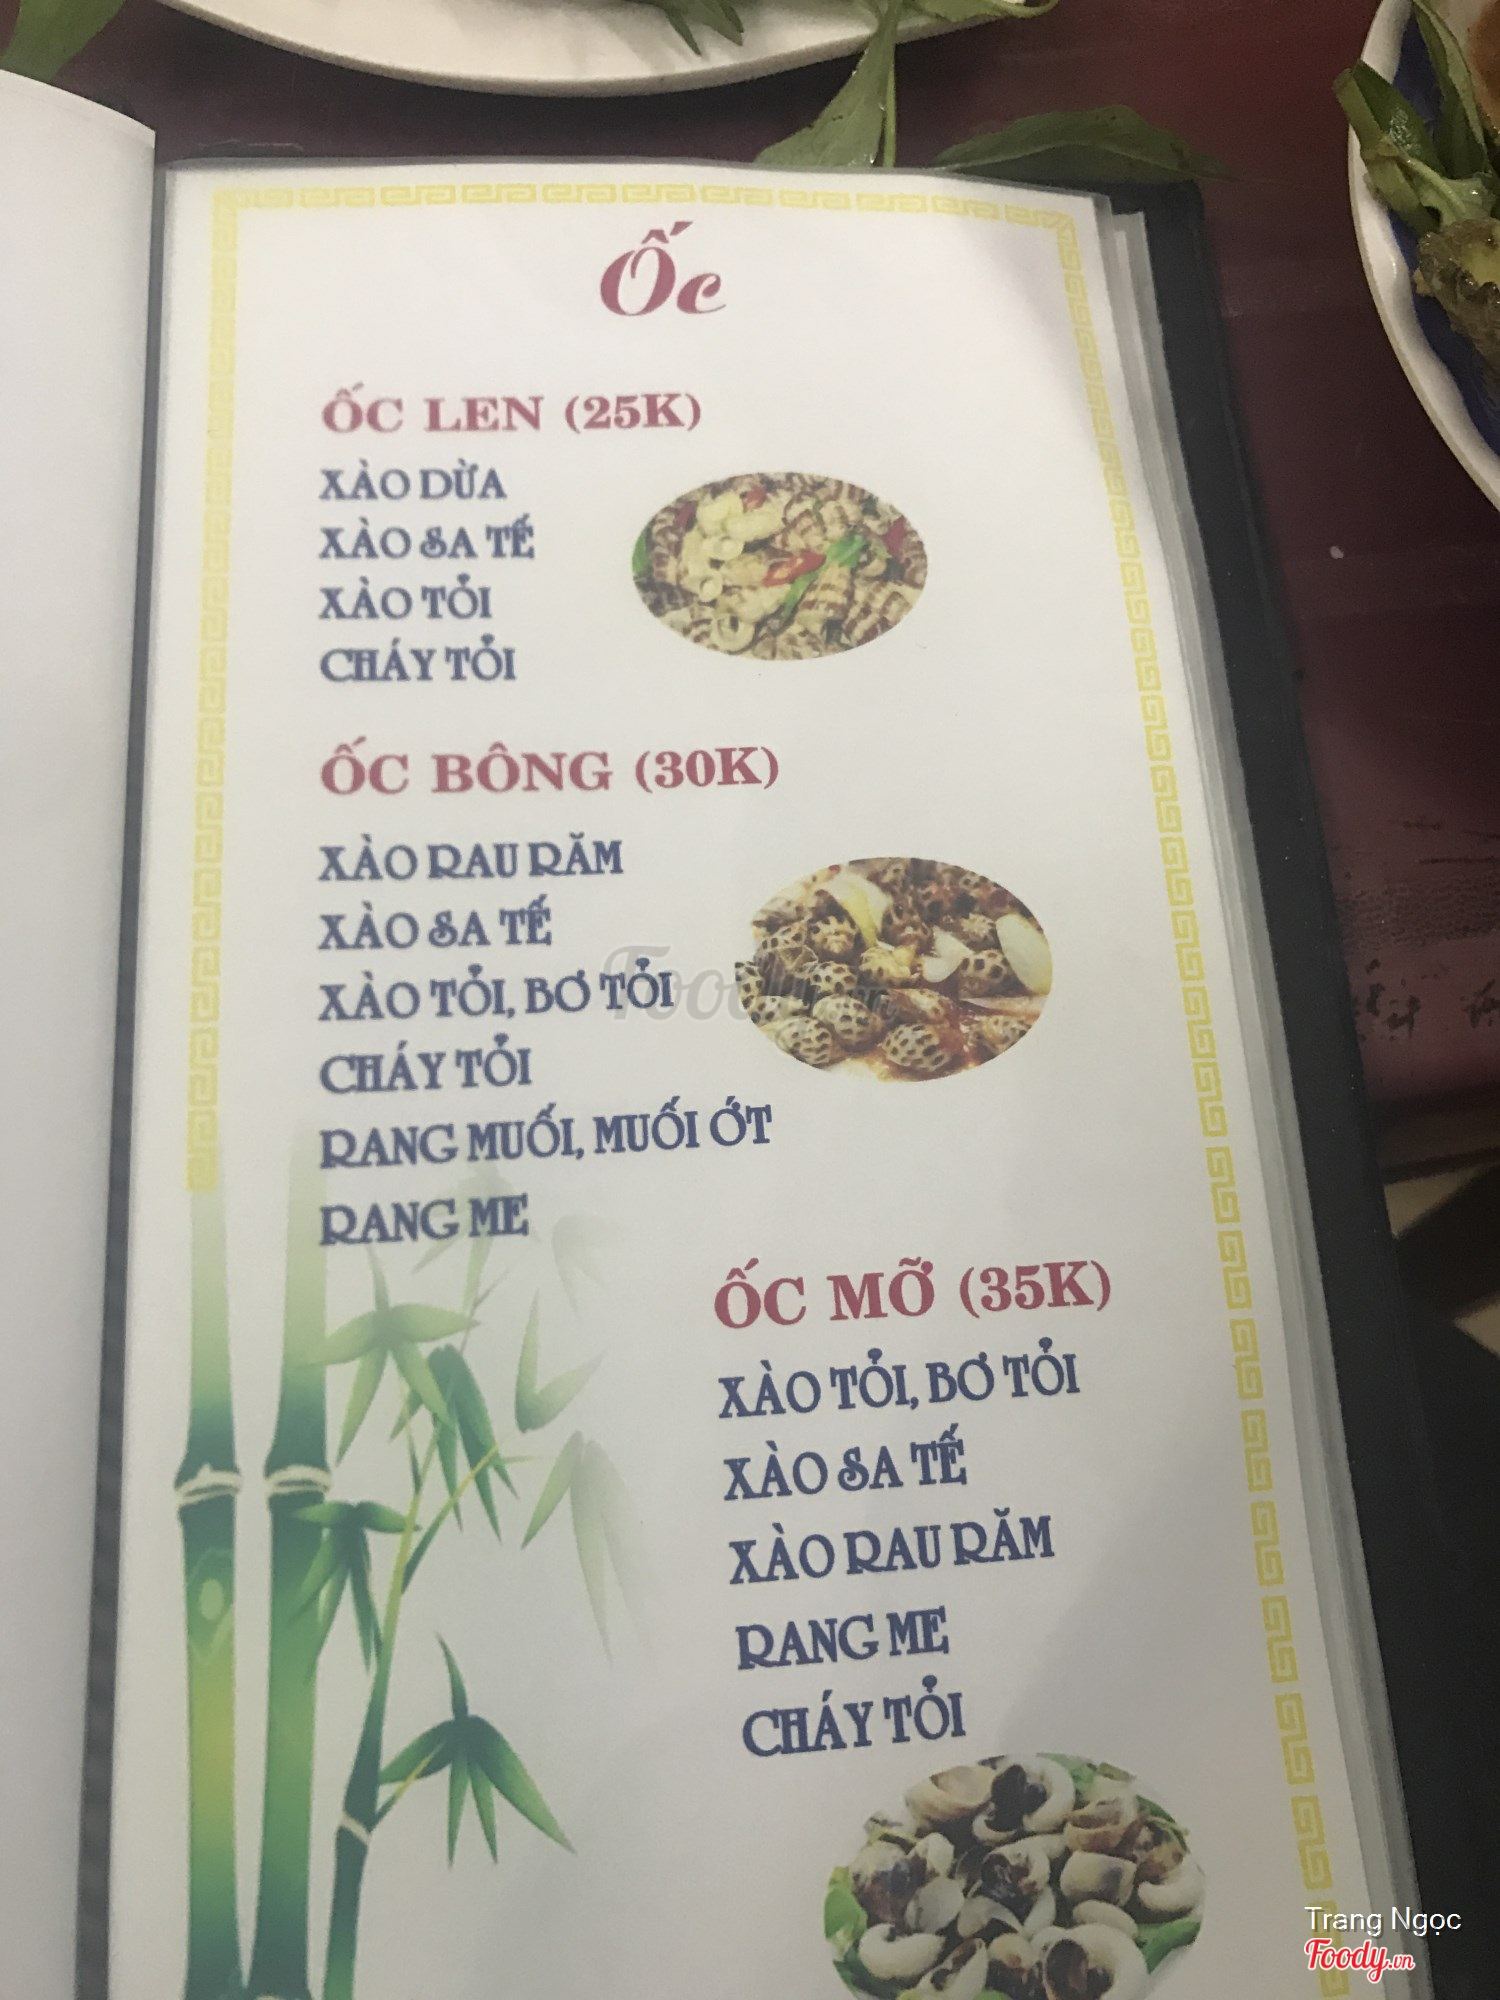 Ốc
ỐC LEN (25K)
XÀO DỪA
XÀO SA TẾ
XÀO TỎI
CHÁY TỎI
ỐC BÔNG (30K)
XÀO RAU RĂM
XÀO SA TẾ
XÀO TỎI, BƠ TỎI
CHÁY TỎI
RANG MUỐI, MUỐI ỚT
RANG ME
ỐC MỠ (35K)
XÀO TỎI, BƠ TỎI
XÀO SA TẾ
XÀO RAU RĂM
RANG ME
CHÁY TỎI
Foody.vn
Trang Ngọc
Foody.vn